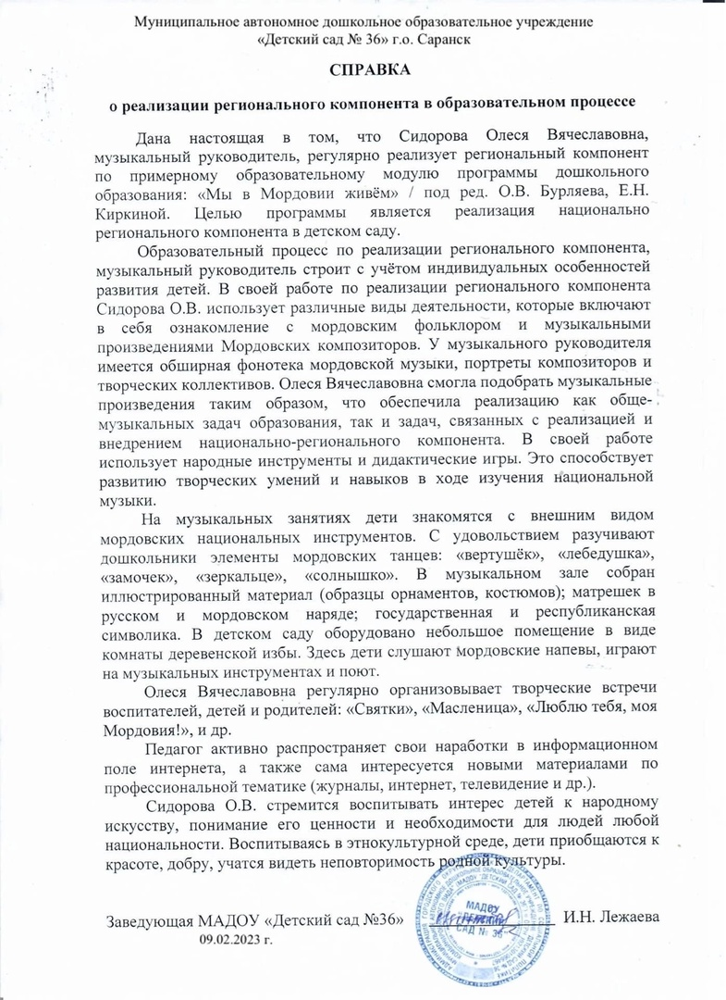 Муниципальное автономное дошкольное образовательное учреждение
«Детский сад № 36» г.о. Саранск
СПРАВКА
о реализации регионального компонента в образовательном процессе
Дана настоящая в том, что Сидорова Олеся Вячеславовна,
музыкальный руководитель, регулярно реализует региональный компонент
по примерному образовательному модулю программы дошкольного
образования: «Мы в Мордовии живём» / под ред. О.В. Бурляева, Е.Н.
Киркиной. Целью программы является реализация национально
регионального компонента в детском саду.
Образовательный процесс по реализации регионального компонента,
музыкальный руководитель строит с учётом индивидуальных особенностей
развития детей. В своей работе по реализации регионального компонента
Сидорова О.В. использует различные виды деятельности, которые включают
в себя ознакомление с мордовским фольклором и музыкальными
произведениями Мордовских композиторов. У музыкального руководителя
имеется обширная фонотека мордовской музыки, портреты композиторов и
творческих коллективов. Олеся Вячеславовна смогла подобрать музыкальные
произведения таким образом, что обеспечила реализацию как обще-
музыкальных задач образования, так и задач, связанных с реализацией и
внедрением национально-регионального компонента. В своей работе
использует народные инструменты и дидактические игры. Это способствует
развитию творческих умений и навыков в ходе изучения национальной
музыки.
На музыкальных занятиях дети знакомятся с внешним видом
мордовских национальных инструментов. С удовольствием разучивают
дошкольники элементы мордовских танцев: «вертушёк», «лебедушка»,
«замочек», «зеркальце», «солнышко». В музыкальном зале собран
иллюстрированный материал (образцы орнаментов, костюмов); матрешек в
русском и мордовском наряде; государственная и республиканская
символика. В детском саду оборудовано небольшое помещение в виде
комнаты деревенской избы. Здесь дети слушают мордовские напевы, играют
на музыкальных инструментах и поют.
Олеся Вячеславовна регулярно организовывает творческие встречи
воспитателей, детей и родителей: «Святки», «Масленица», «Люблю тебя, моя
Мордовия!», и др.
Педагог активно распространяет свои наработки в информационном
поле интернета, а также сама интересуется новыми материалами по
профессиональной тематике (журналы, интернет, телевидение и др.).
Сидорова О.В. стремится воспитывать интерес детей к народному
искусству, понимание его ценности и необходимости для людей любой
национальности. Воспитываясь в этнокультурной среде, дети приобщаются к
красоте, добру, учатся видеть неповторимость родной культуры.
Заведующая МАДОУ «Детский сад №36» И.Н. Лежаева
09.02.2023 г.
МАДОУ
"ДЕТСКИЙ
САД № 36"